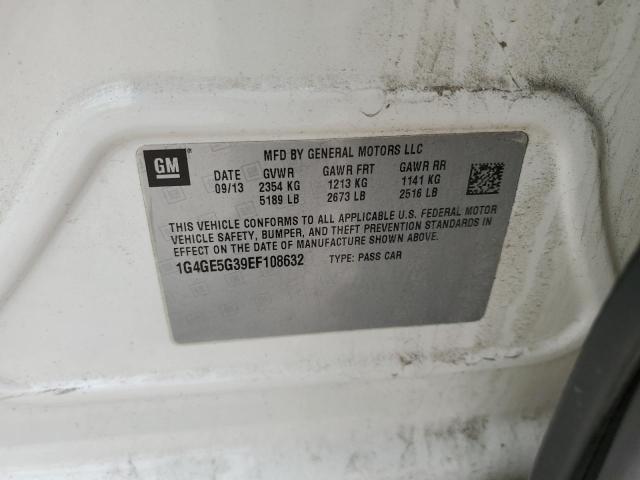 MFD BY GENERAL MOTORS LLC
GM
DATE GVWR GAWR FRT GAWR RR
09/13 2354 KG 1213 KG 1141 KG
5189 LB 2673 LB 2516 LB
THIS VEHICLE CONFORMS TO ALL APPLICABLE U.S. FEDERAL MOTOR
VEHICLE SAFETY, BUMPER, AND THEFT PREVENTION STANDARDS IN
EFFECT ON THE DATE OF MANUFACTURE SHOWN ABOVE.
1G4GE5G39EF108632 TYPE: PASS CAR